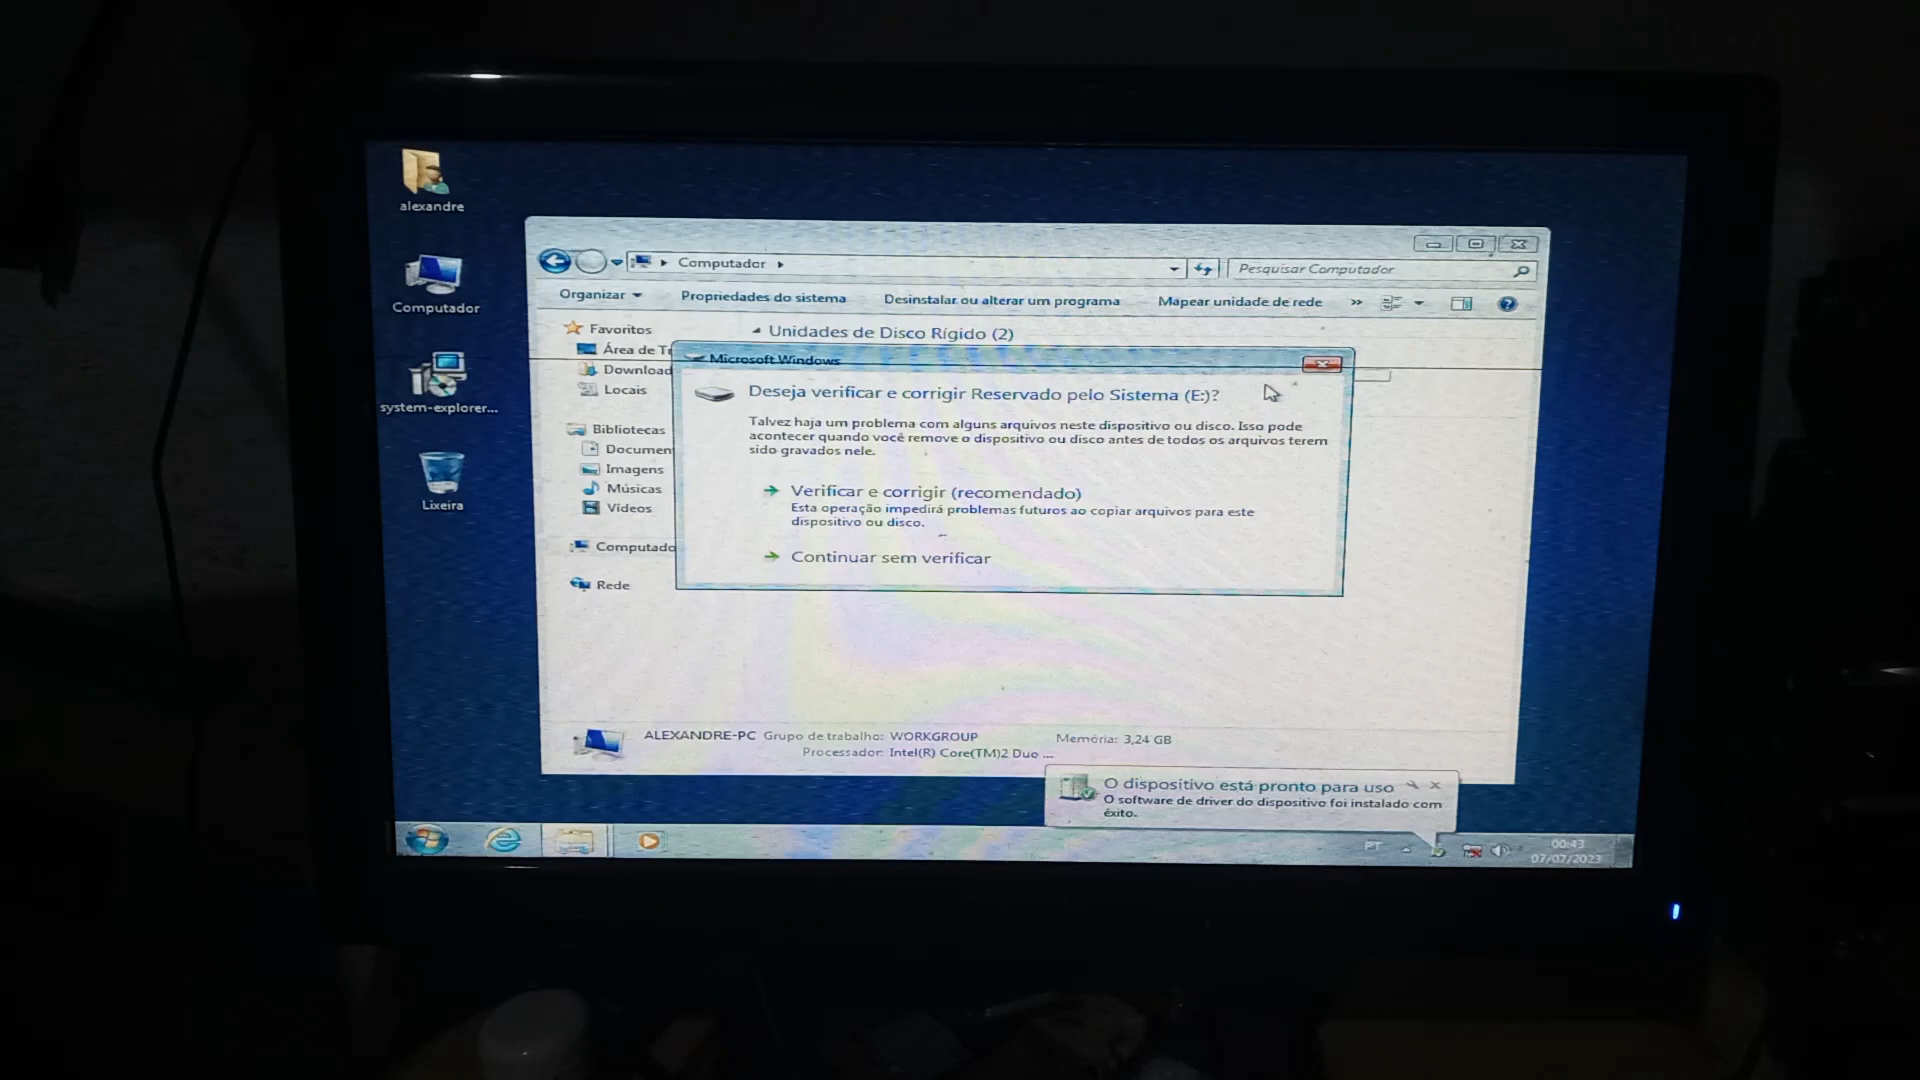 alexandre
Computador
system-explorer...
Lixeira
Computador
Pesquisar Computador
Organizar
Propriedades do sistema
Desinstalar ou alterar um programa
Mapear unidade de rede
»
Favoritos
Área de Tr
Download
Locais
Bibliotecas
Documen
Imagens
Músicas
Vídeos
Computado
Rede
Unidades de Disco Rígido (2)
Microsoft Windows
Deseja verificar e corrigir Reservado pelo Sistema (E:)?
Talvez haja um problema com alguns arquivos neste dispositivo ou disco. Isso pode
acontecer quando você remove o dispositivo ou disco antes de todos os arquivos terem
sido gravados nele.
Verificar e corrigir (recomendado)
Esta operação impedirá problemas futuros ao copiar arquivos para este
dispositivo ou disco.
Continuar sem verificar
ALEXANDRE-PC Grupo de trabalho: WORKGROUP Memória: 3,24 GB
Processador: Intel(R) Core(TM)2 Duo ...
O dispositivo está pronto para uso
O software de driver do dispositivo foi instalado com
êxito.
PT
00:43
07/07/2023